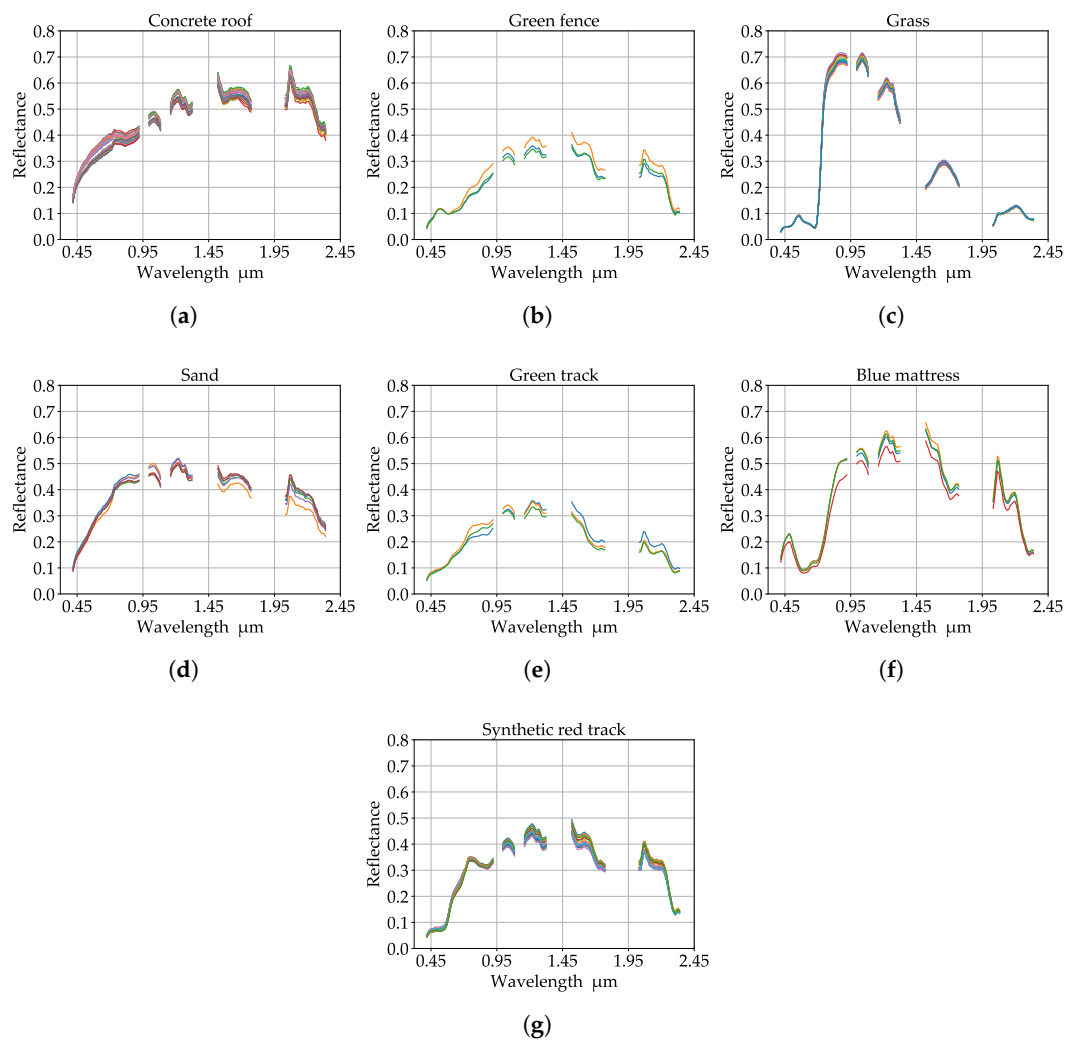 Concrete roof
0.8
0.7
0.6
0.5
0.4
0.3
0.2
0.1
0.0
Reflectance
0.45 0.95 1.45 1.95 2.45
Wavelength μm
(a)
Green fence
0.8
0.7
0.6
0.5
0.4
0.3
0.2
0.1
0.0
Reflectance
0.45 0.95 1.45 1.95 2.45
Wavelength μm
(b)
Grass
0.8
0.7
0.6
0.5
0.4
0.3
0.2
0.1
0.0
Reflectance
0.45 0.95 1.45 1.95 2.45
Wavelength μm
(c)
Sand
0.8
0.7
0.6
0.5
0.4
0.3
0.2
0.1
0.0
Reflectance
0.45 0.95 1.45 1.95 2.45
Wavelength μm
(d)
Green track
0.8
0.7
0.6
0.5
0.4
0.3
0.2
0.1
0.0
Reflectance
0.45 0.95 1.45 1.95 2.45
Wavelength μm
(e)
Blue mattress
0.8
0.7
0.6
0.5
0.4
0.3
0.2
0.1
0.0
Reflectance
0.45 0.95 1.45 1.95 2.45
Wavelength μm
(f)
Synthetic red track
0.8
0.7
0.6
0.5
0.4
0.3
0.2
0.1
0.0
Reflectance
0.45 0.95 1.45 1.95 2.45
Wavelength μm
(g)